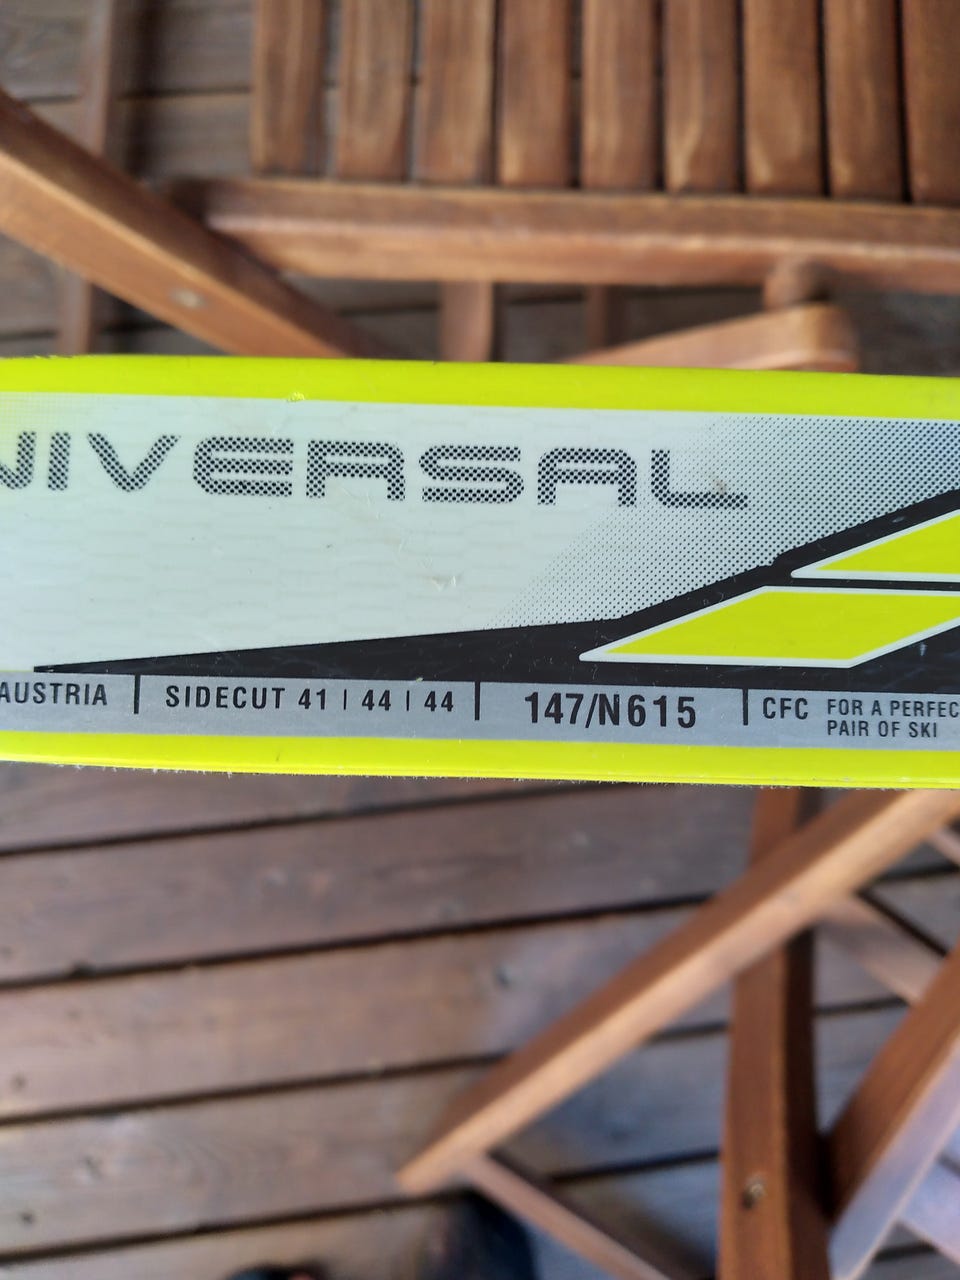 NIVERSAL
AUSTRIA | SIDECUT 41 | 44 | 44 | 147/N615 | CFC FOR A PERFEC
PAIR OF SKI